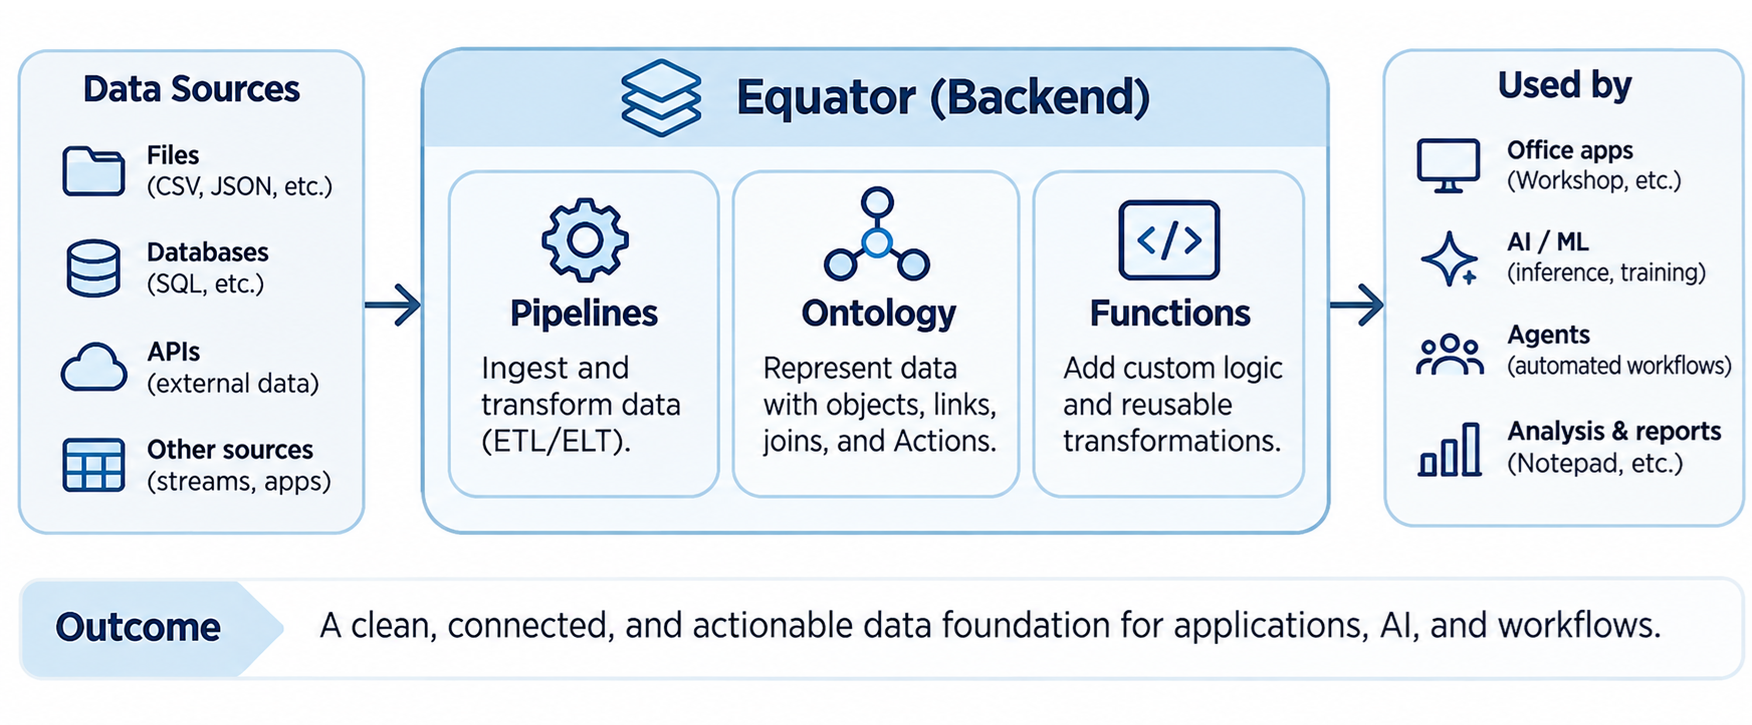 Data Sources
Files
(CSV, JSON, etc.)
Databases
(SQL, etc.)
APIs
(external data)
Other sources
(streams, apps)
Equator (Backend)
Pipelines
Ingest and
transform data
(ETL/ELT).
Ontology
Represent data
with objects, links,
joins, and Actions.
</>
Functions
Add custom logic
and reusable
transformations.
Used by
Office apps
(Workshop, etc.)
AI / ML
(inference, training)
Agents
(automated workflows)
Analysis & reports
(Notepad, etc.)
Outcome
A clean, connected, and actionable data foundation for applications, AI, and workflows.